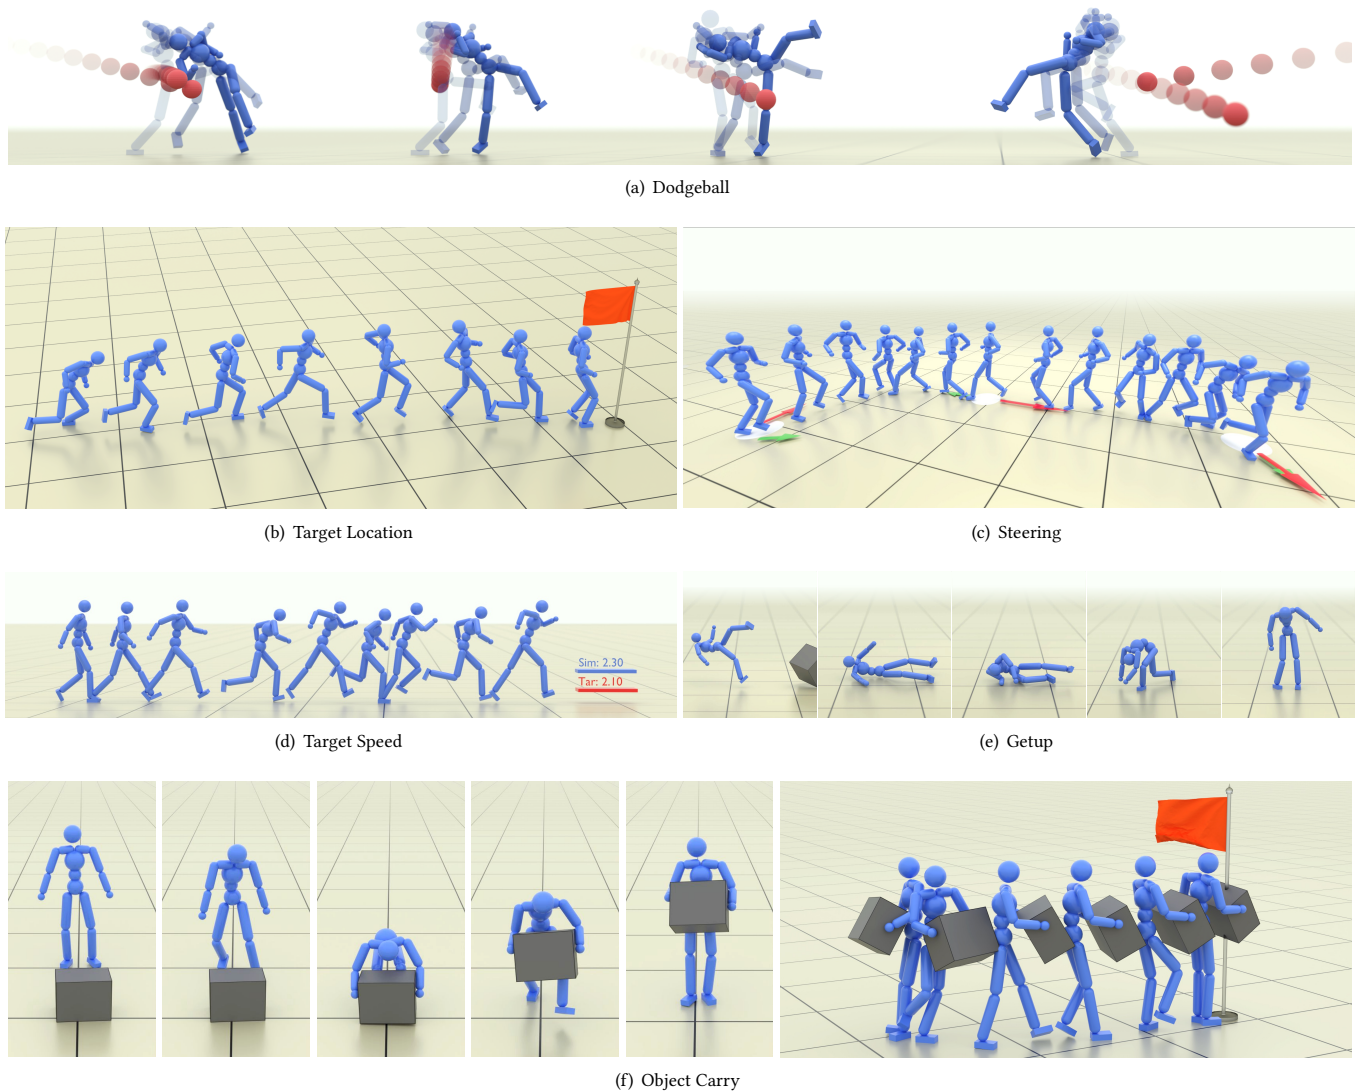 (a) Dodgeball
(b) Target Location
(c) Steering
Sim: 2.30
Tar: 2.10
(d) Target Speed
(e) Getup
(f) Object Carry